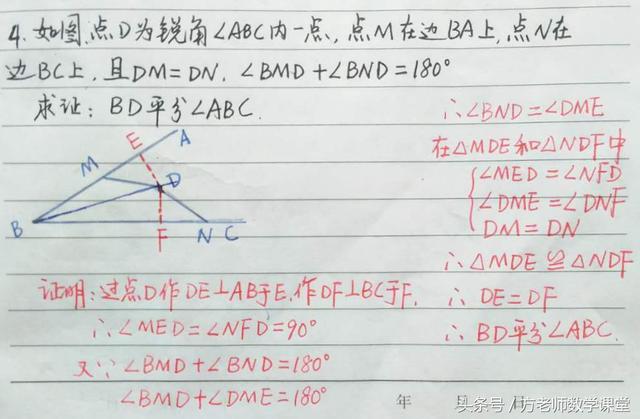 4. 如图,点D为锐角∠ABC内一点,点M在边BA上,点N在
边BC上,且DM=DN,∠BMD+∠BND=180°
求证:BD平分∠ABC.
E
A
M
D
B
F
N
C
证明:过点D作DE⊥AB于E,作DF⊥BC于F.
∴∠MED=∠NFD=90°
又∵∠BMD+∠BND=180°
∠BMD+∠DME=180°
∴∠BND=∠DME
在△MDE和△NDF中
∠MED=∠NFD
∠DME=∠DNF
DM=DN
∴△MDE≌△NDF
∴DE=DF
∴BD平分∠ABC.
年
头条号/方老师数学课堂